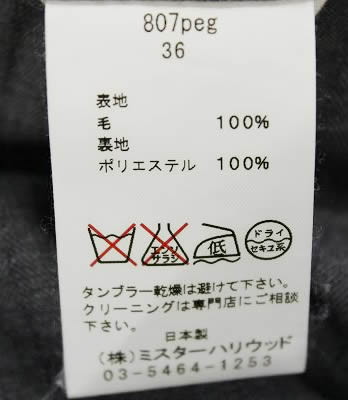 807peg
36
表地
毛 100%
裏地
ポリエステル 100%
エンソ
サラシ
低
ドライ
セキユ系
タンブラー乾燥は避けて下さい。
クリーニングは専門店にご相談
下さい。
日本製
(株)ミスターハリウッド
03-5464-1253